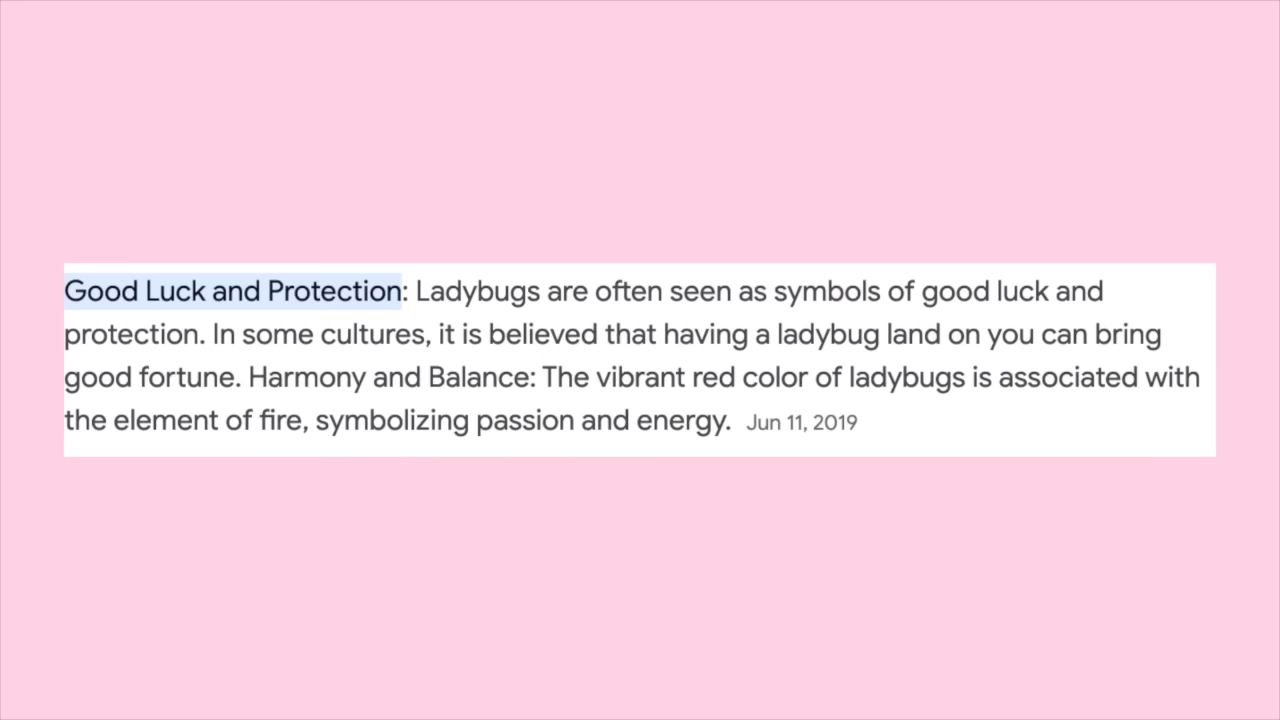 Good Luck and Protection: Ladybugs are often seen as symbols of good luck and
protection. In some cultures, it is believed that having a ladybug land on you can bring
good fortune. Harmony and Balance: The vibrant red color of ladybugs is associated with
the element of fire, symbolizing passion and energy. Jun 11, 2019